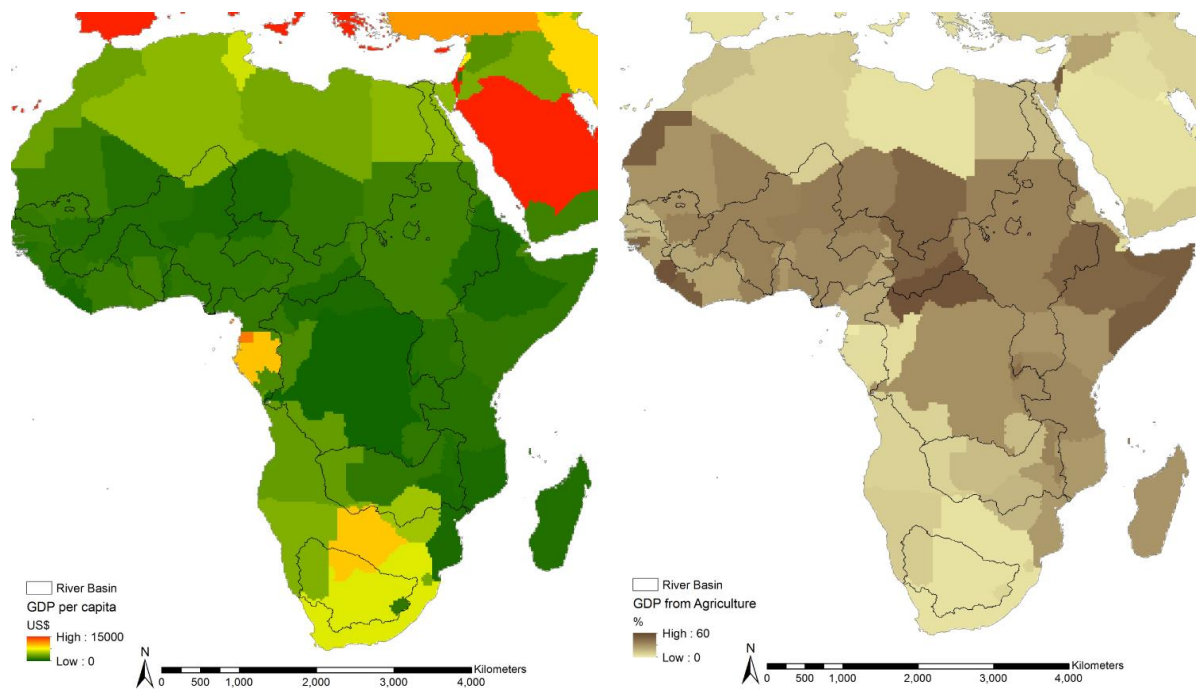 River Basin
GDP per capita
US$
High : 15000
Low : 0
N
Kilometers
0 500 1,000 2,000 3,000 4,000
River Basin
GDP from Agriculture
%
High : 60
Low : 0
N
Kilometers
0 500 1,000 2,000 3,000 4,000